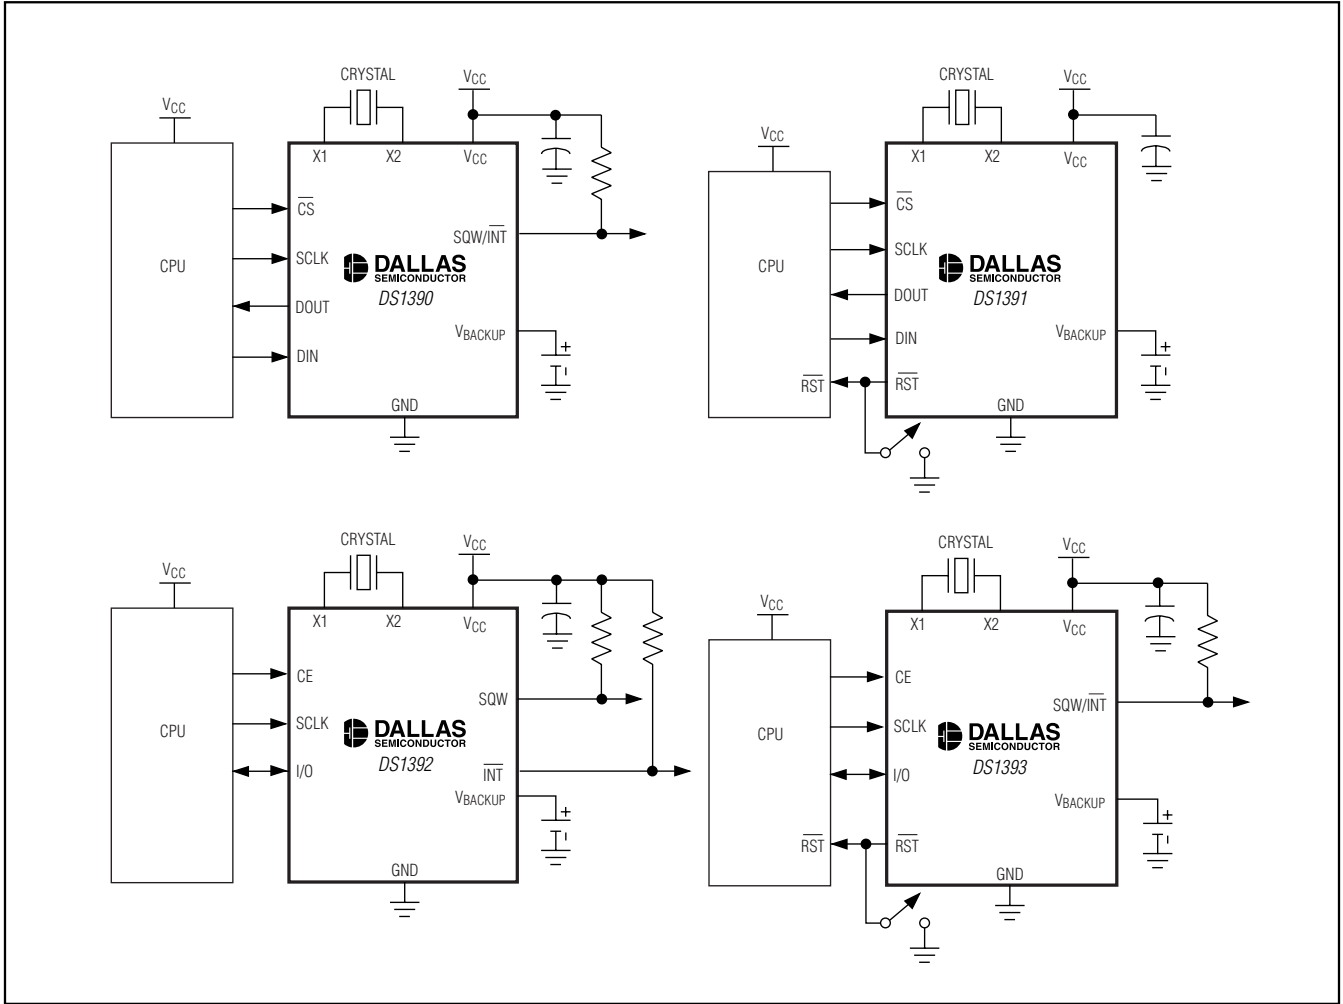 CRYSTAL
VCC
VCC
X1
X2
VCC
CPU
CS
SCLK
DOUT
DIN
SQW/INT
DALLAS
SEMICONDUCTOR
DS1390
VBACKUP
+
GND
CRYSTAL
VCC
VCC
X1
X2
VCC
CPU
CS
SCLK
DOUT
DIN
RST
RST
DALLAS
SEMICONDUCTOR
DS1391
VBACKUP
+
GND
CRYSTAL
VCC
VCC
X1
X2
VCC
CPU
CE
SCLK
I/O
SQW
DALLAS
SEMICONDUCTOR
DS1392
INT
VBACKUP
+
GND
CRYSTAL
VCC
VCC
X1
X2
VCC
CPU
CE
SCLK
I/O
RST
RST
SQW/INT
DALLAS
SEMICONDUCTOR
DS1393
VBACKUP
+
GND